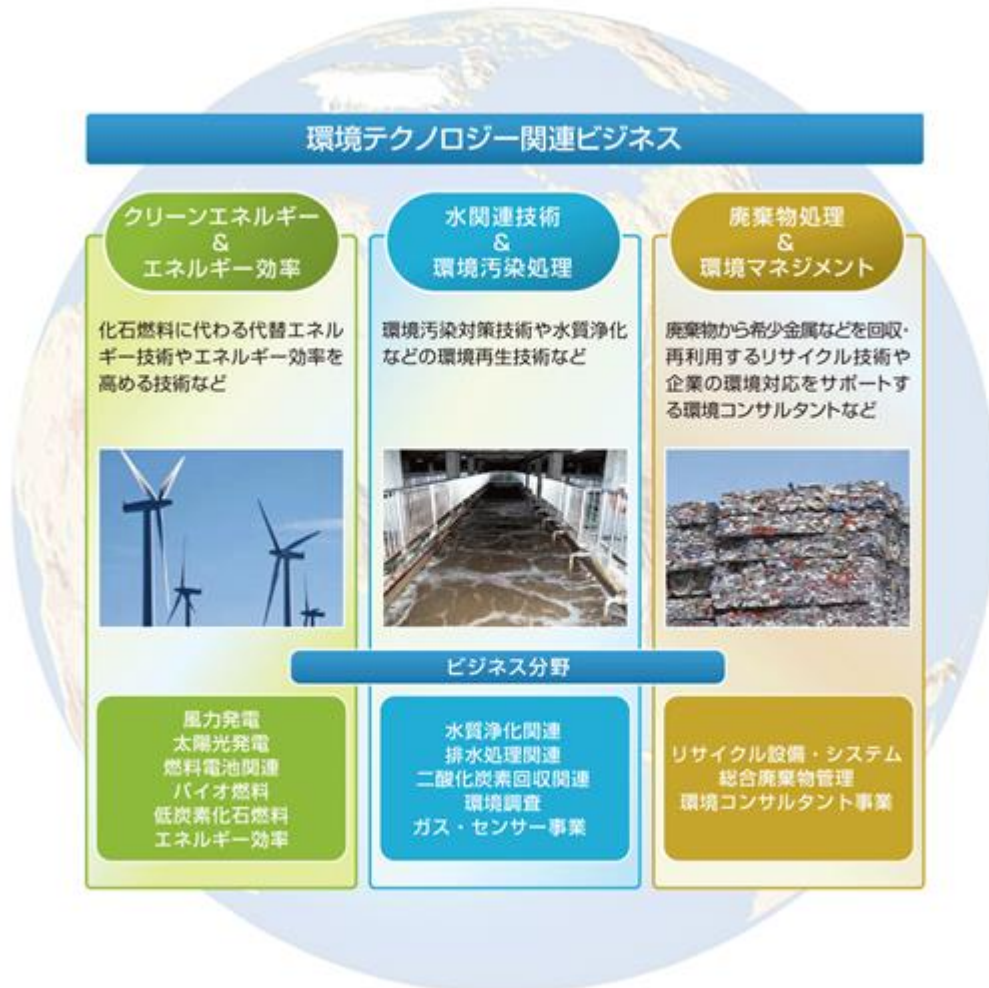 環境テクノロジー関連ビジネス
クリーンエネルギー
&
エネルギー効率
化石燃料に代わる代替エネル
ギー技術やエネルギー効率を
高める技術など
水関連技術
&
環境汚染処理
環境汚染対策技術や水質浄化
などの環境再生技術など
廃棄物処理
&
環境マネジメント
廃棄物から希少金属などを回収・
再利用するリサイクル技術や
企業の環境対応をサポートす
る環境コンサルタントなど
ビジネス分野
風力発電
太陽光発電
燃料電池関連
バイオ燃料
低炭素化石燃料
エネルギー効率
水質浄化関連
排水処理関連
二酸化炭素回収関連
環境調査
ガス・センサー事業
リサイクル設備・システム
総合廃棄物管理
環境コンサルタント事業